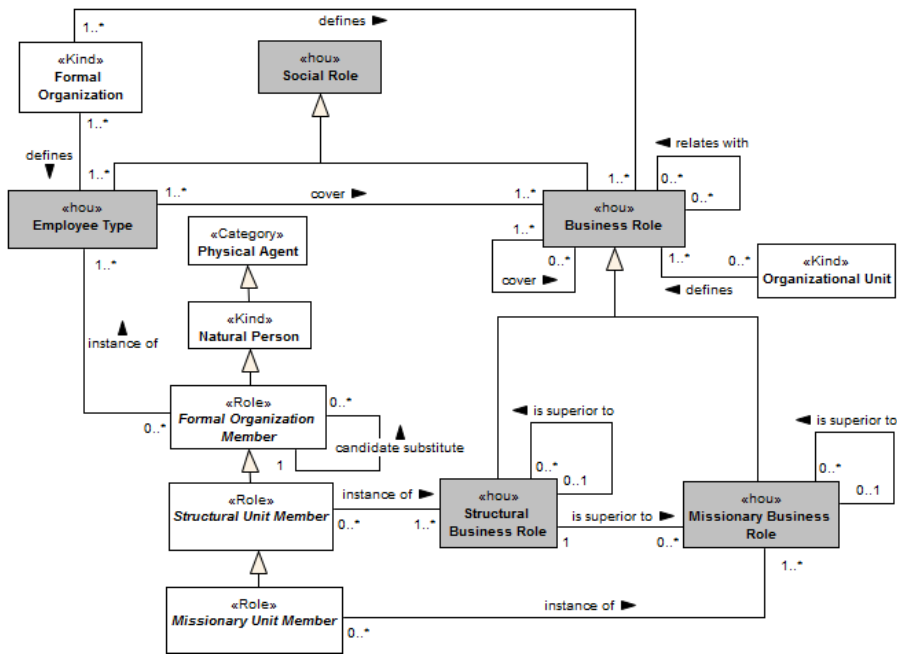 defines ►
1..*
1..*
«Kind»
Formal
Organization
«hou»
Social Role
1..*
defines
▼
1..*
1..*
cover ►
1..*
1..*
◄ relates with
0..*
0..*
«hou»
Employee Type
«hou»
Business Role
1..*
«Category»
Physical Agent
1..*
0..*
cover ►
1..*
0..*
◄ defines
«Kind»
Organizational Unit
▲
instance of
«Kind»
Natural Person
«Role»
Formal Organization
Member
0..*
0..*
1
▲
candidate substitute
◄ is superior to
0..*
0..1
◄ is superior to
0..*
0..1
«Role»
Structural Unit Member
instance of ►
0..*
1..*
«hou»
Structural
Business Role
is superior to ►
1
0..*
«hou»
Missionary Business
Role
1..*
«Role»
Missionary Unit Member
instance of ►
0..*